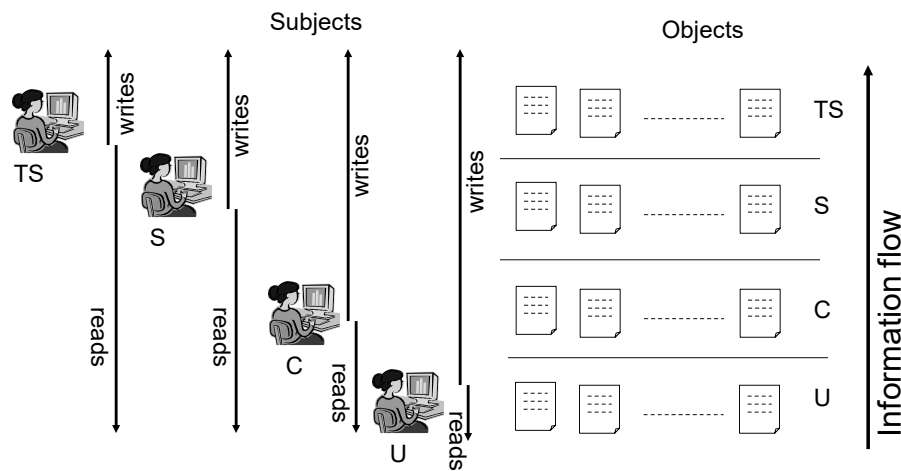 Subjects
Objects
writes
writes
writes
writes
TS
S
C
U
reads
reads
reads
reads
TS
S
C
U
Information flow